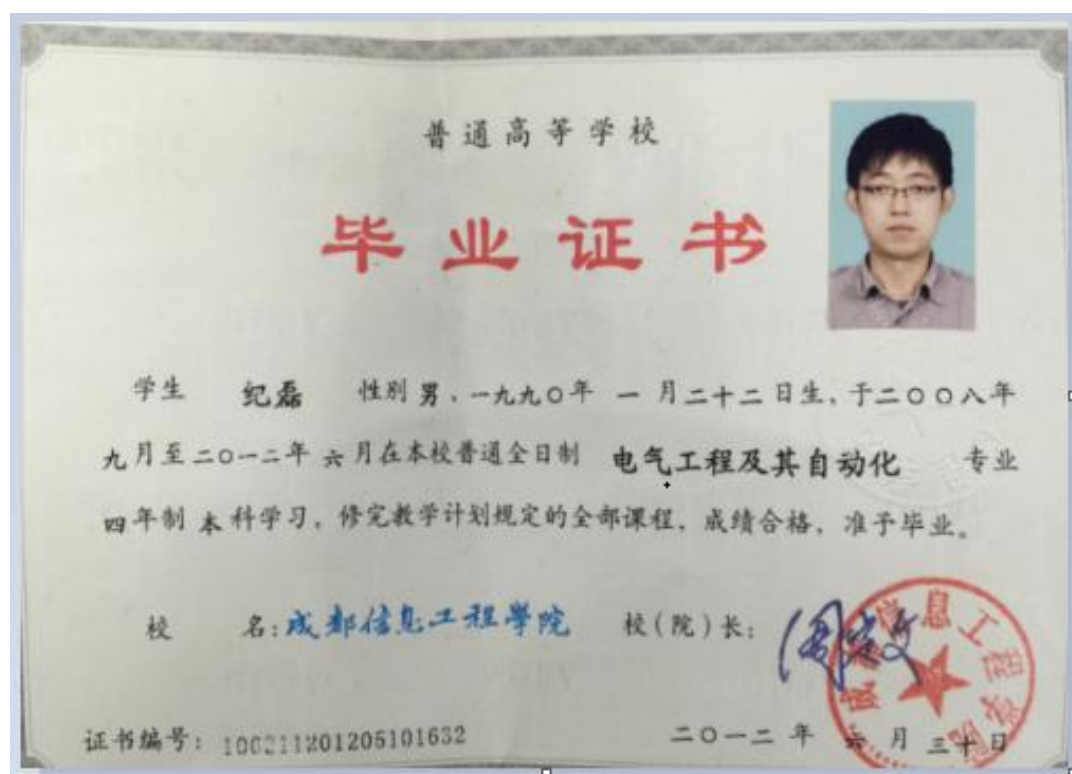 普通高等学校
毕业证书
学生 纪磊 性别 男，一九九〇年 一 月二十二日生，于二〇〇八年
九月至二〇一二年 六 月在本校普通全日制 电气工程及其自动化 专业
四年制 本 科学习，修完教学计划规定的全部课程，成绩合格，准予毕业。
校 名：成都信息工程學院 校（院）长：
证书编号： 二〇一二 年 六 月 三十日